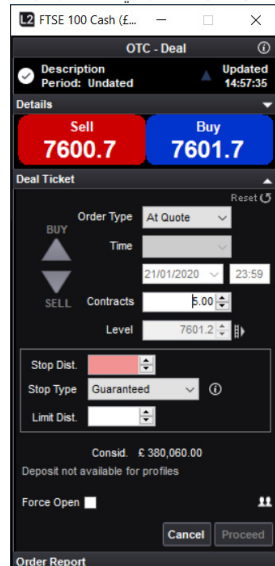 L2 FTSE 100 Cash (£...
OTC - Deal
Description
Period: Undated
Updated
14:57:35
Details
Sell
7600.7
Buy
7601.7
Deal Ticket
Reset
BUY
SELL
Order Type At Quote
Time
21/01/2020 23:59
Contracts 5.00
Level 7601.2
Stop Dist.
Stop Type Guaranteed
Limit Dist.
Consid. £ 380,060.00
Deposit not available for profiles
Force Open
Cancel Proceed
Order Report